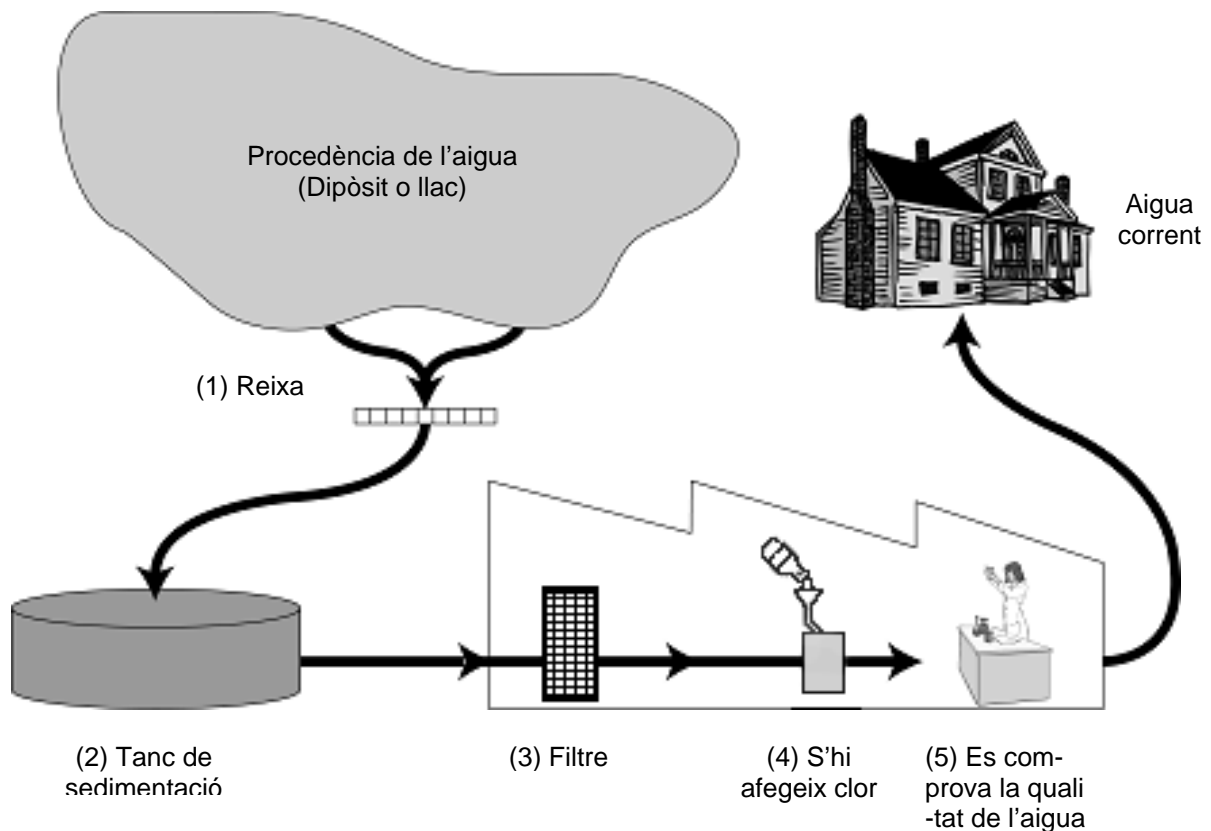 Procedència de l'aigua
(Dipòsit o llac)
Aigua
corrent
(1) Reixa
(2) Tanc de
sedimentació
(3) Filtre
(4) S'hi
afegeix clor
(5) Es com-
prova la quali
-tat de l'aigua